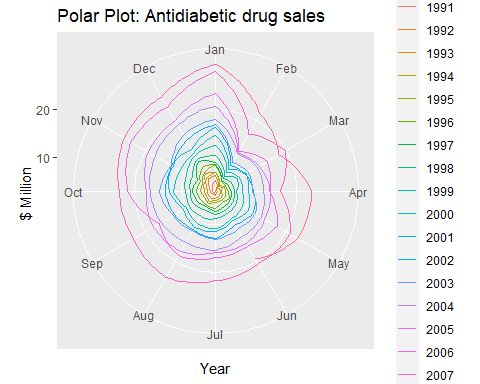 Polar Plot: Antidiabetic drug sales
Jan
Feb
Mar
Apr
May
Jun
Jul
Aug
Sep
Oct
Nov
Dec
20
10
$ Million
Year
1991
1992
1993
1994
1995
1996
1997
1998
1999
2000
2001
2002
2003
2004
2005
2006
2007